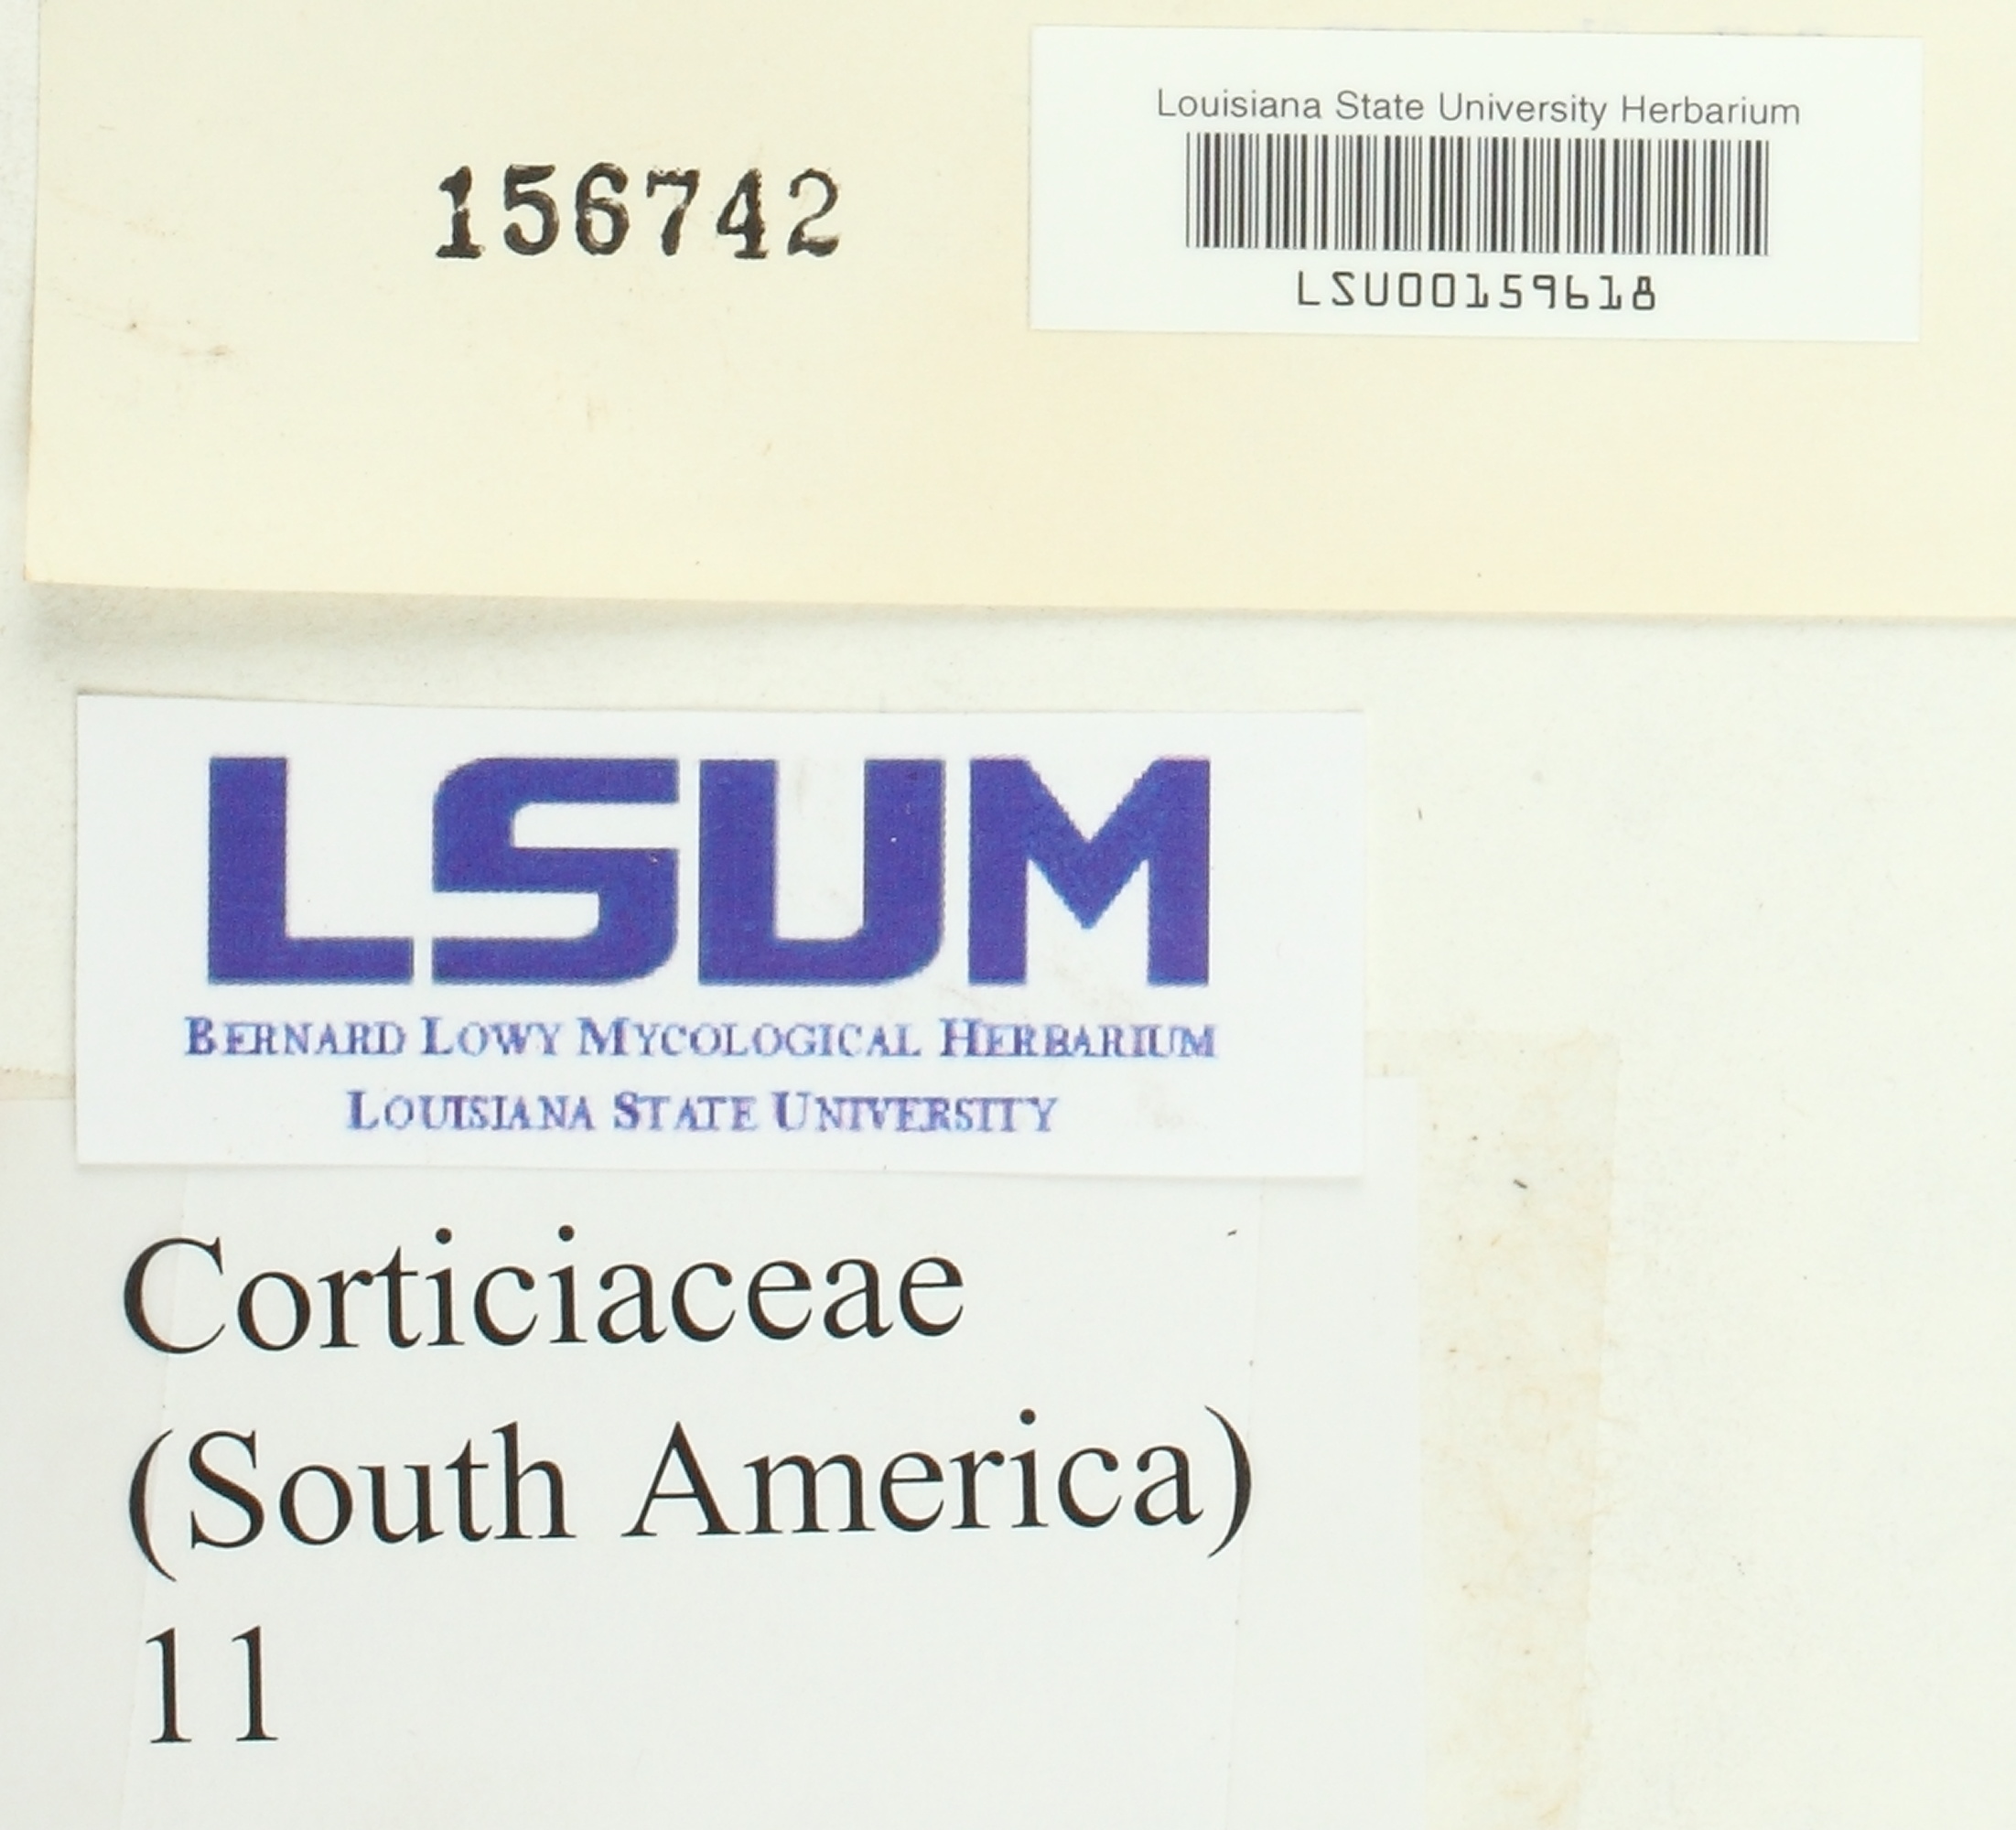 156742
Louisiana State University Herbarium
LSU00159618
LSUM
BERNARD LOWY MYCOLOGICAL HERBARIUM
LOUISIANA STATE UNIVERSITY
Corticiaceae
(South America)
11